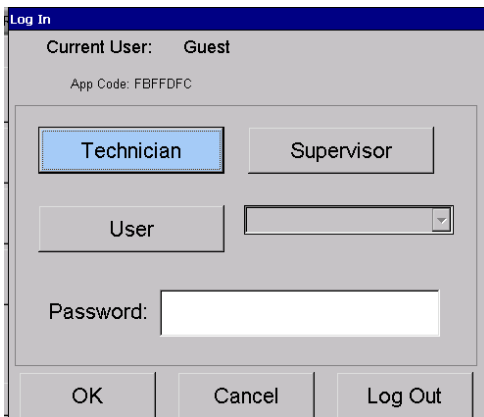 Log In
Current User: Guest
App Code: FBFFDFC
Technician Supervisor
User
Password:
OK Cancel Log Out